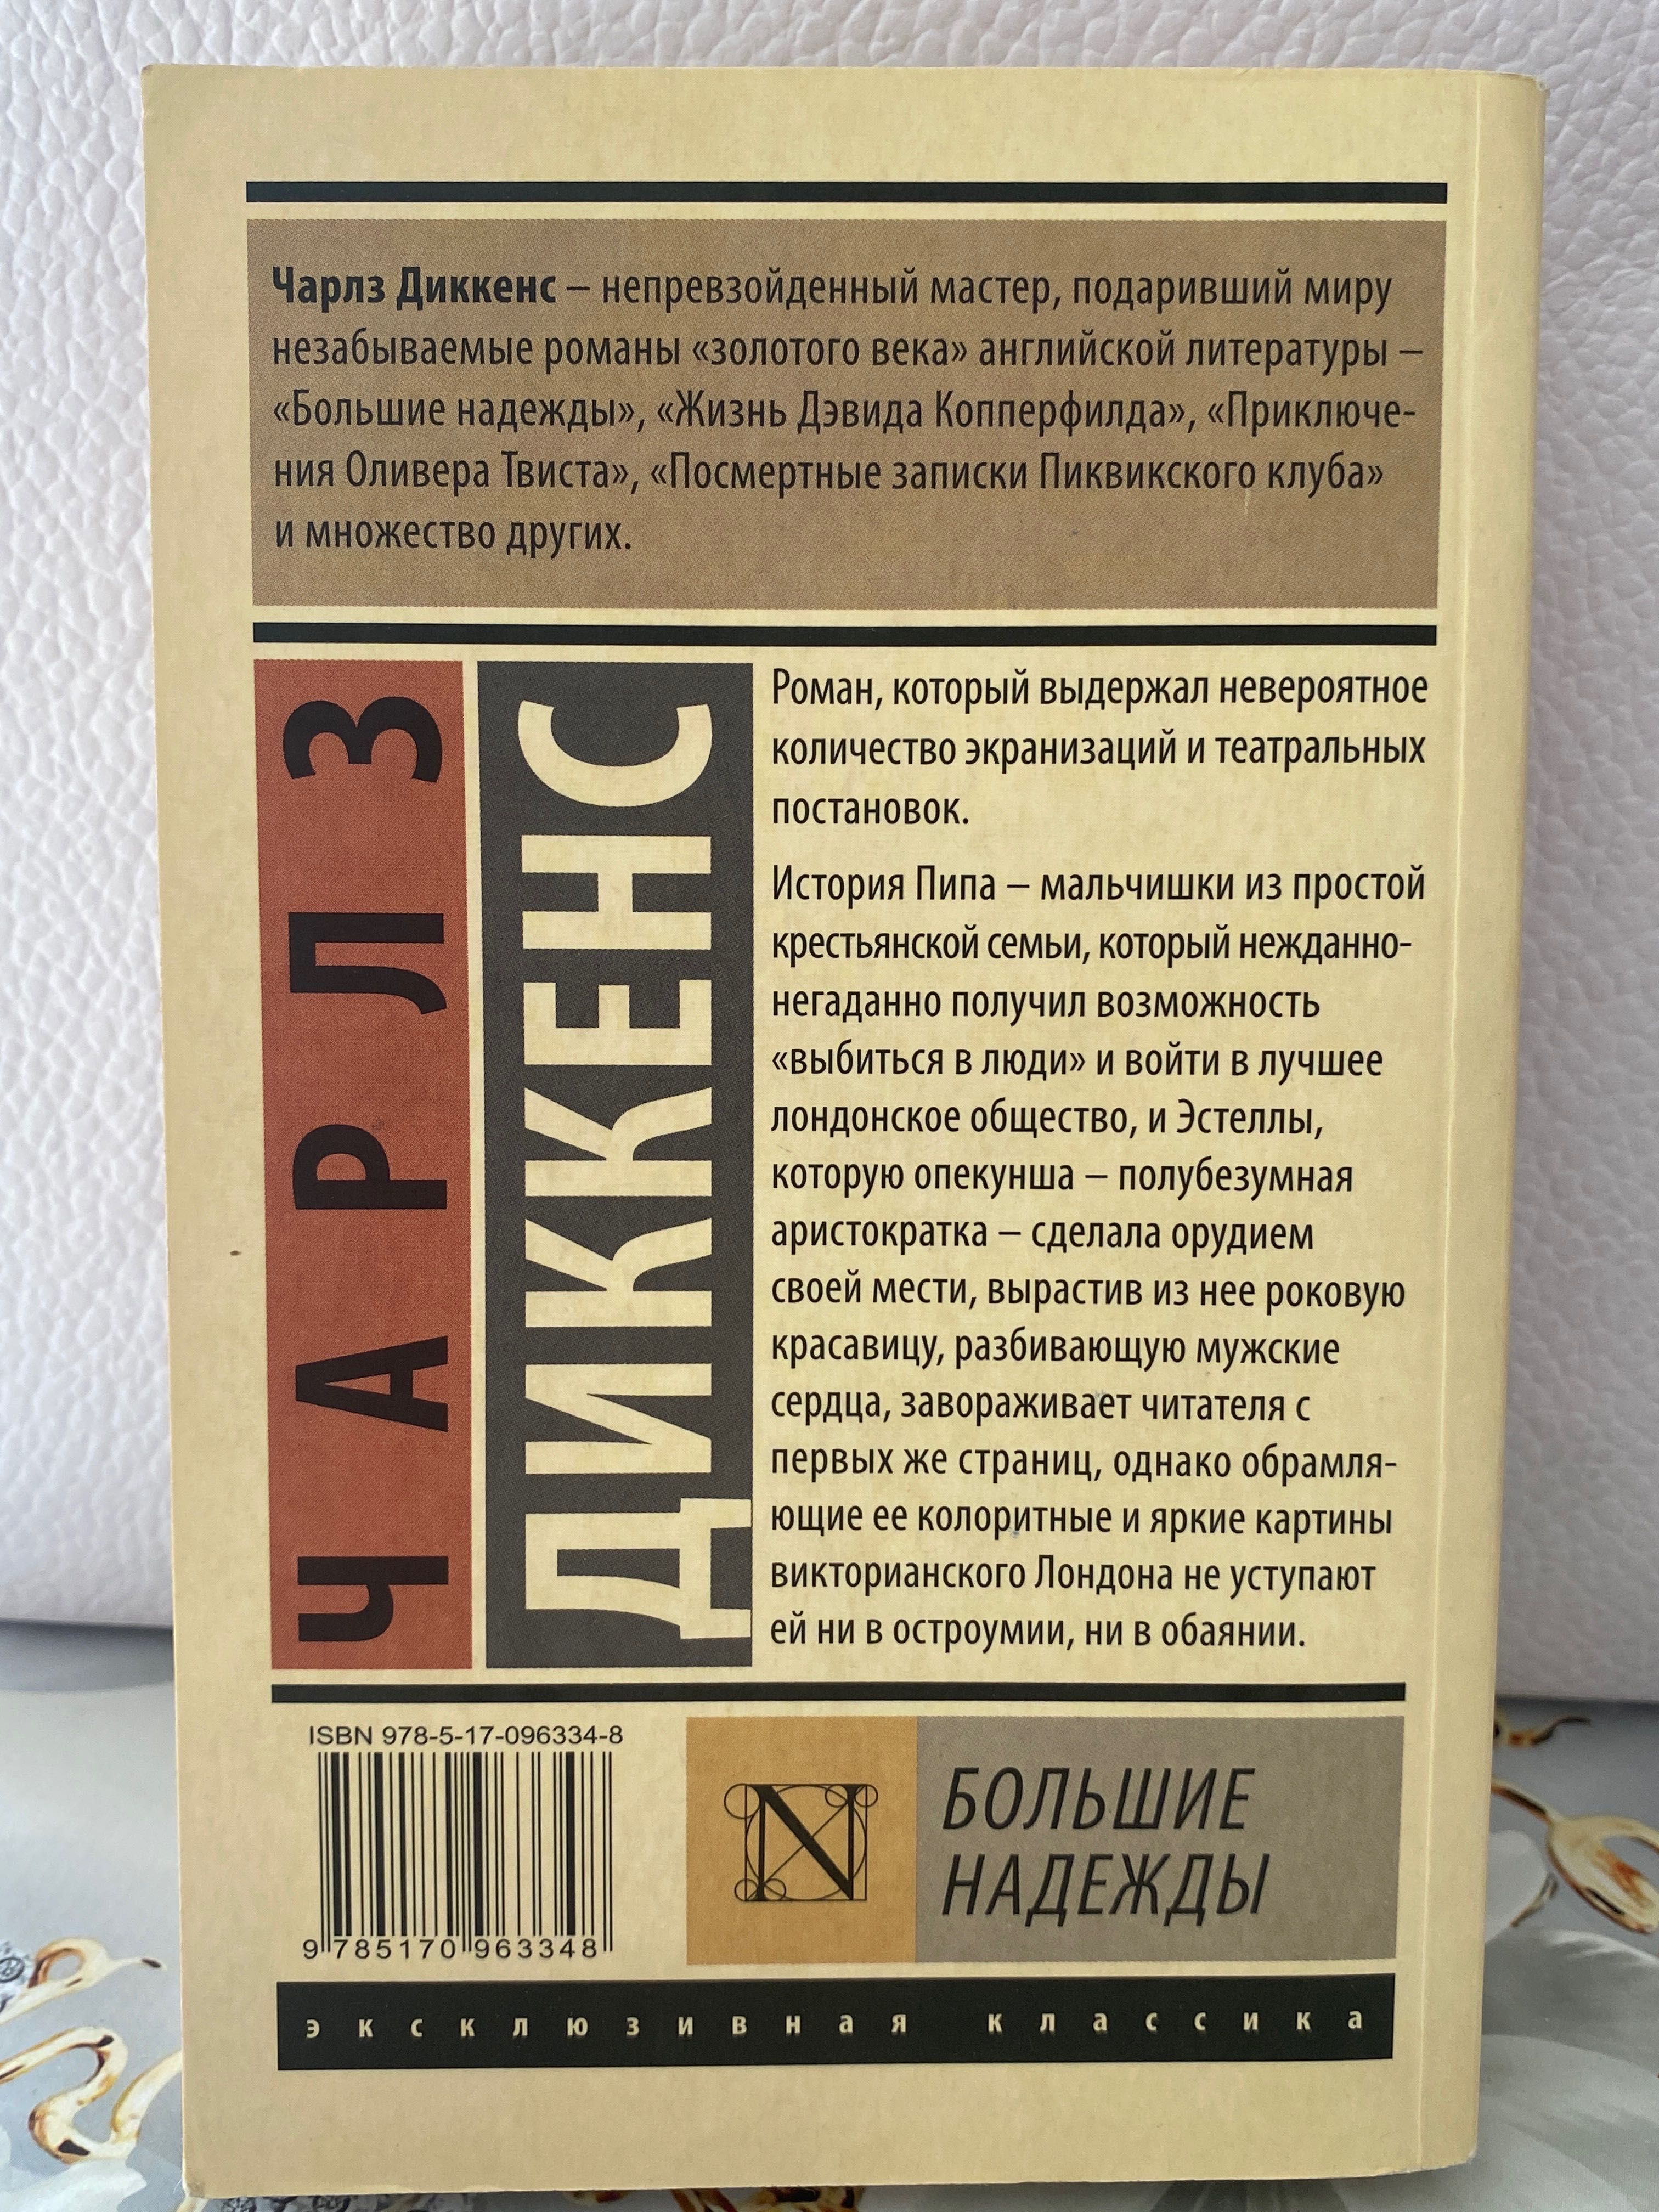 Чарлз Диккенс – непревзойденный мастер, подаривший миру
незабываемые романы «золотого века» английской литературы –
«Большие надежды», «Жизнь Дэвида Копперфилда», «Приключе-
ния Оливера Твиста», «Посмертные записки Пиквикского клуба»
и множество других.
ЧАРЛЗ
ДИККЕНС
Роман, который выдержал невероятное
количество экранизаций и театральных
постановок.
История Пипа – мальчишки из простой
крестьянской семьи, который нежданно-
негаданно получил возможность
«выбиться в люди» и войти в лучшее
лондонское общество, и Эстеллы,
которую опекунша – полубезумная
аристократка – сделала орудием
своей мести, вырастив из нее роковую
красавицу, разбивающую мужские
сердца, завораживает читателя с
первых же страниц, однако обрамля-
ющие ее колоритные и яркие картины
викторианского Лондона не уступают
ей ни в остроумии, ни в обаянии.
ISBN 978-5-17-096334-8
9 785170 963348
N
БОЛЬШИЕ
НАДЕЖДЫ
эксклюзивная классика